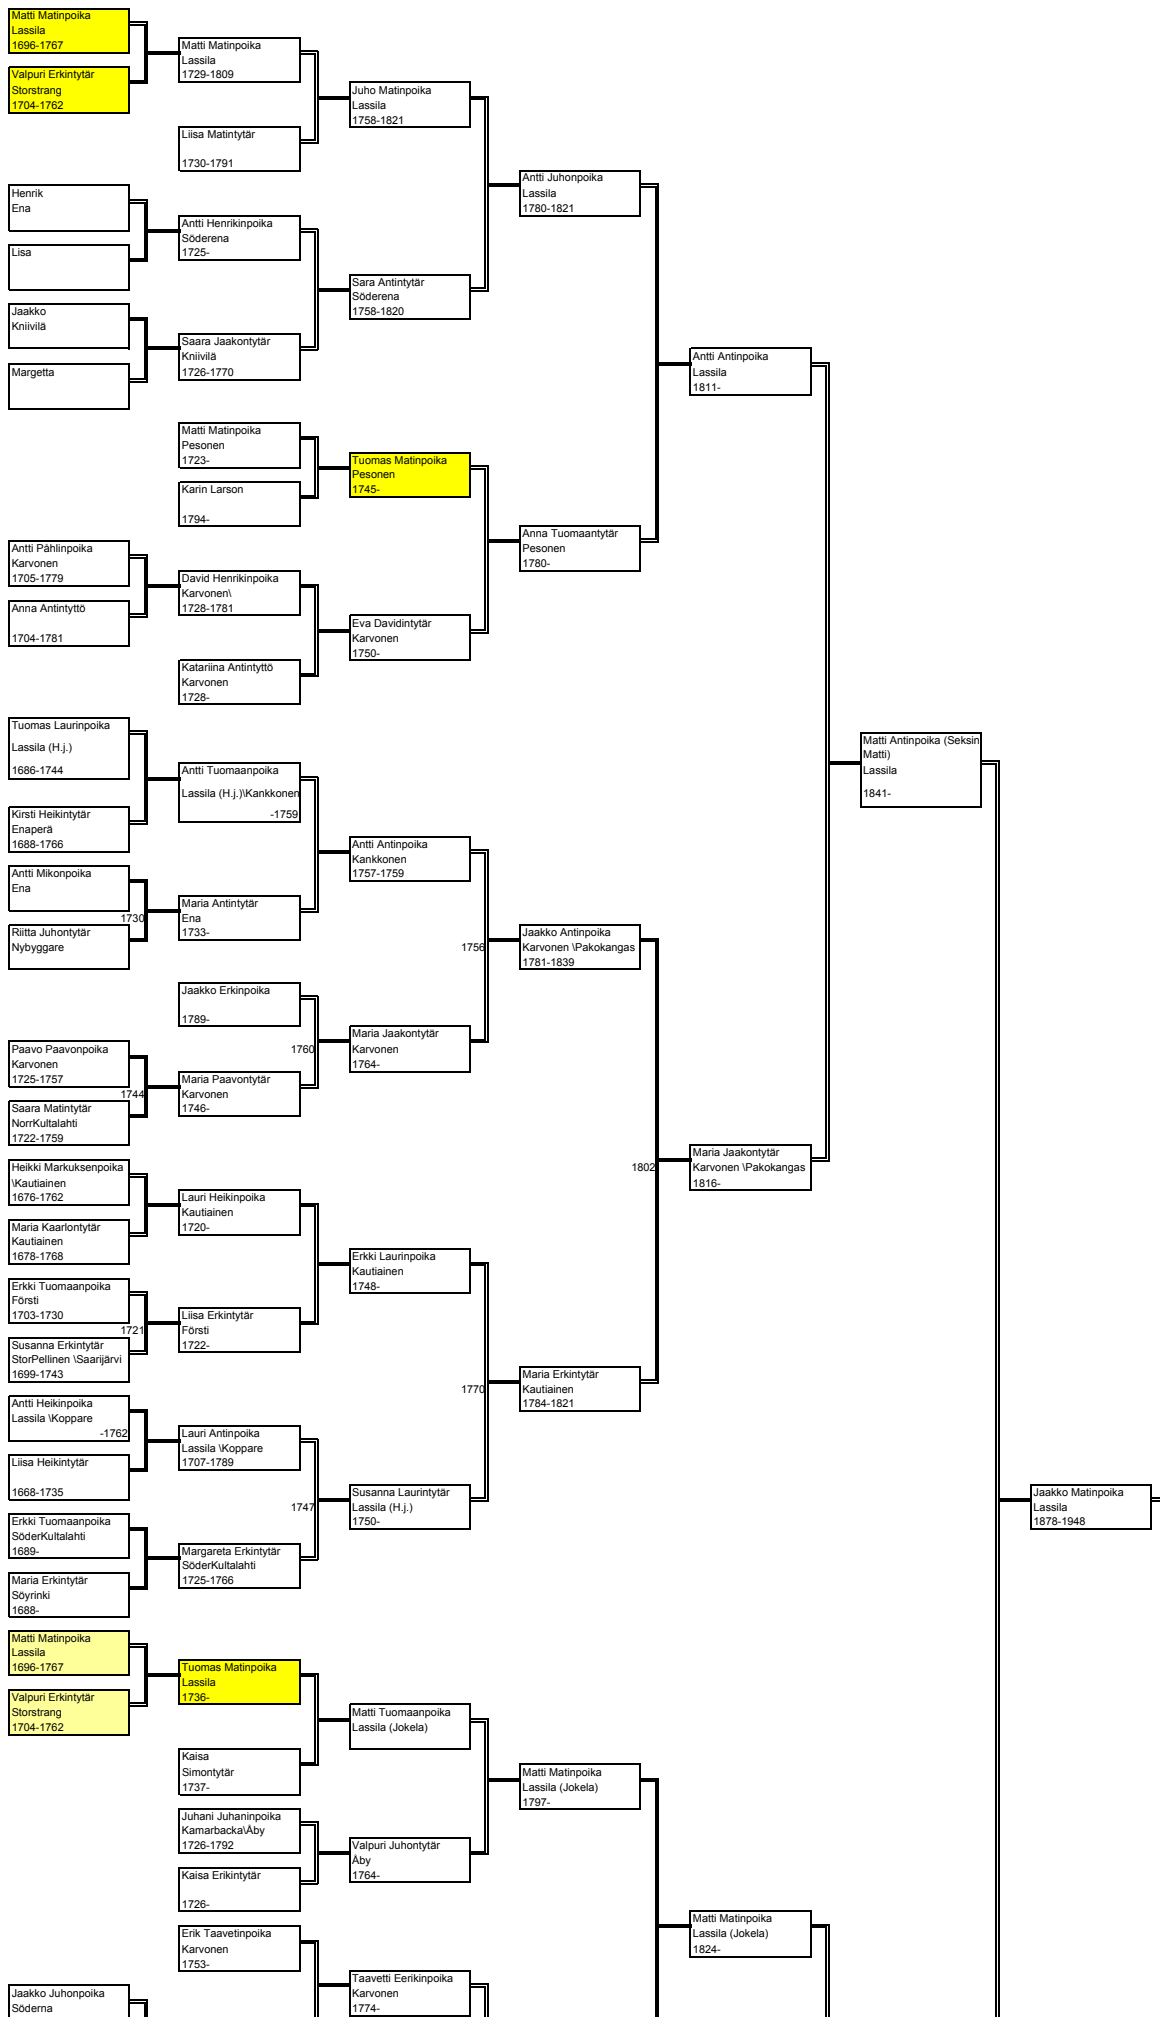 Matti Matinpoika
Lassila
1696-1767
Valpuri Erkintytär
Storstrang
1704-1762
Matti Matinpoika
Lassila
1729-1809
Liisa Matintytär
1730-1791
Juho Matinpoika
Lassila
1758-1821
Antti Juhonpoika
Lassila
1780-1821
Henrik
Ena
Lisa
Antti Henrikinpoika
Söderena
1725-
Sara Antintytär
Söderena
1758-1820
Jaakko
Kniivilä
Margetta
Saara Jaakontytär
Kniivilä
1726-1770
Antti Antinpoika
Lassila
1811-
Matti Matinpoika
Pesonen
1723-
Karin Larson
1794-
Tuomas Matinpoika
Pesonen
1745-
Anna Tuomaantytär
Pesonen
1780-
Antti Påhlinpoika
Karvonen
1705-1779
Anna Antintyttö
1704-1781
David Henrikinpoika
Karvonen\
1728-1781
Katariina Antintyttö
Karvonen
1728-
Eva Davidintytär
Karvonen
1750-
Tuomas Laurinpoika
Lassila (H.j.)
1686-1744
Kirsti Heikintytär
Enaperä
1688-1766
Antti Tuomaanpoika
Lassila (H.j.)\Kankkonen
-1759
Matti Antinpoika (Seksin
Matti)
Lassila
1841-
Antti Antinpoika
Kankkonen
1757-1759
Antti Mikonpoika
Ena
1730
Riitta Juhontytär
Nybyggare
Maria Antintytär
Ena
1733-
1756
Jaakko Antinpoika
Karvonen \Pakokangas
1781-1839
Jaakko Erkinpoika
1789-
1760
Maria Jaakontytär
Karvonen
1764-
Paavo Paavonpoika
Karvonen
1725-1757
1744
Saara Matintytär
NorrKultalahti
1722-1759
Maria Paavontytär
Karvonen
1746-
1802
Maria Jaakontytär
Karvonen \Pakokangas
1816-
Heikki Markuksenpoika
\Kautiainen
1676-1762
Maria Kaarlontytär
Kautiainen
1678-1768
Lauri Heikinpoika
Kautiainen
1720-
Erkki Laurinpoika
Kautiainen
1748-
Erkki Tuomaanpoika
Försti
1703-1730
1721
Susanna Erkintytär
StorPellinen \Saarijärvi
1699-1743
Liisa Erkintytär
Försti
1722-
1770
Maria Erkintytär
Kautiainen
1784-1821
Antti Heikinpoika
Lassila \Koppare
-1762
Liisa Heikintytär
1668-1735
Lauri Antinpoika
Lassila \Koppare
1707-1789
1747
Susanna Laurintytär
Lassila (H.j.)
1750-
Jaakko Matinpoika
Lassila
1878-1948
Erkki Tuomaanpoika
SöderKultalahti
1689-
Maria Erkintytär
Söyrinki
1688-
Margareta Erkintytär
SöderKultalahti
1725-1766
Matti Matinpoika
Lassila
1696-1767
Valpuri Erkintytär
Storstrang
1704-1762
Tuomas Matinpoika
Lassila
1736-
Kaisa
Simontytär
1737-
Matti Tuomaanpoika
Lassila (Jokela)
Matti Matinpoika
Lassila (Jokela)
1797-
Juhani Juhaninpoika
Kamarbacka\Åby
1726-1792
Kaisa Erikintytär
1726-
Valpuri Juhontytär
Åby
1764-
Matti Matinpoika
Lassila (Jokela)
1824-
Erik Taavetinpoika
Karvonen
1753-
Taavetti Eerikinpoika
Karvonen
1774-
Jaakko Juhonpoika
Söderna